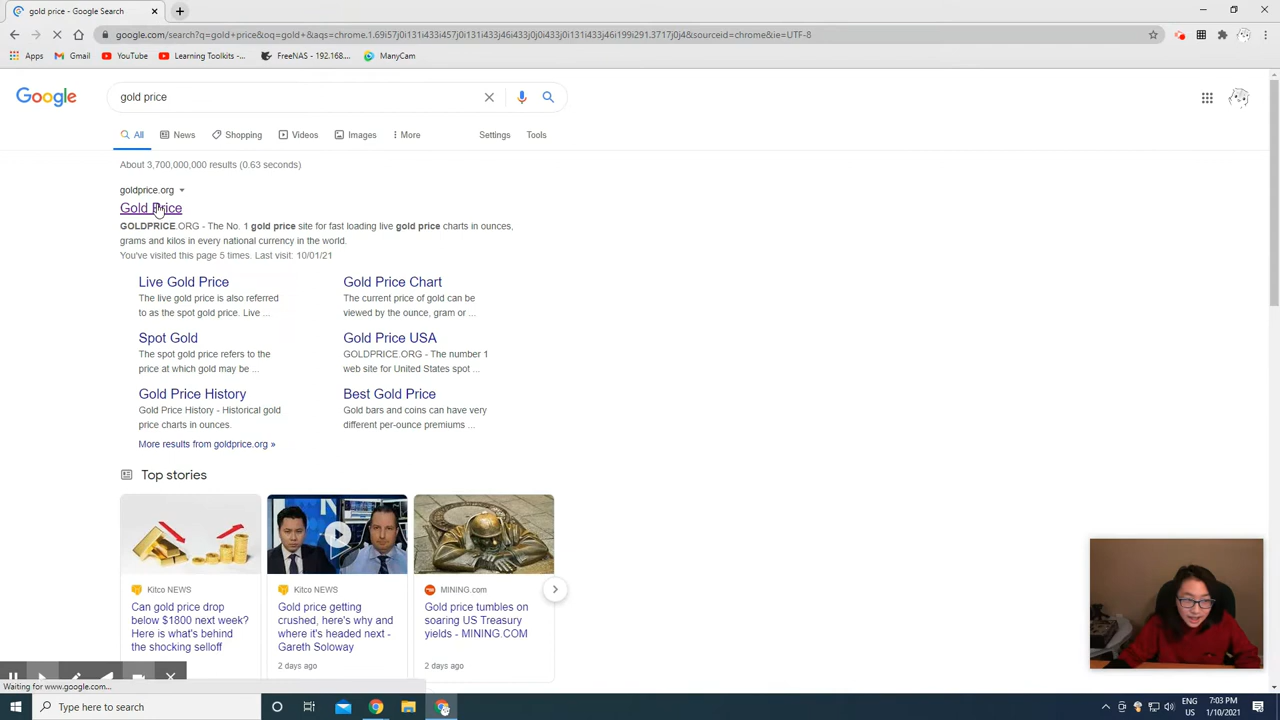 gold price - Google Search
google.com/search?q=gold+price&oq=gold+&aqs=chrome.1.69i57j0i131i433i457j0i131i433j46i433j0j0i433j0i131i433j46i199i291.3717j0j4&sourceid=chrome&ie=UTF-8
Apps
Gmail
YouTube
Learning Toolkits -...
FreeNAS - 192.168....
ManyCam
Google
gold price
All
News
Shopping
Videos
Images
More
Settings
Tools
About 3,700,000,000 results (0.63 seconds)
goldprice.org
Gold Price
GOLDPRICE.ORG - The No. 1 gold price site for fast loading live gold price charts in ounces,
grams and kilos in every national currency in the world.
You've visited this page 5 times. Last visit: 10/01/21
Live Gold Price
The live gold price is also referred
to as the spot gold price. Live ...
Gold Price Chart
The current price of gold can be
viewed by the ounce, gram or ...
Spot Gold
The spot gold price refers to the
price at which gold may be ...
Gold Price USA
GOLDPRICE.ORG - The number 1
web site for United States spot ...
Gold Price History
Gold Price History - Historical gold
price charts in ounces.
Best Gold Price
Gold bars and coins can have very
different per-ounce premiums ...
More results from goldprice.org »
Top stories
Kitco NEWS
Can gold price drop
below $1800 next week?
Here is what's behind
the shocking selloff
Kitco NEWS
Gold price getting
crushed, here's why and
where it's headed next -
Gareth Soloway
2 days ago
MINING.com
Gold price tumbles on
soaring US Treasury
yields - MINING.COM
2 days ago
Waiting for www.google.com...
Type here to search
ENG
US
7:03 PM
1/10/2021